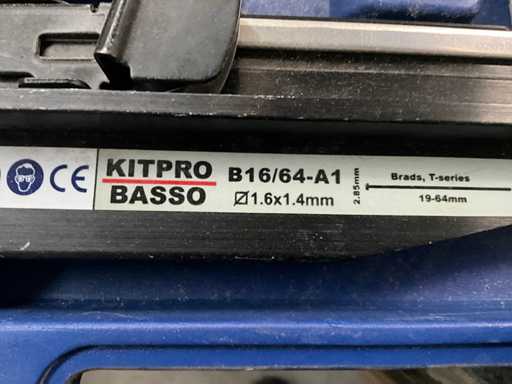 CE
KITPRO
BASSO
B16/64-A1
1.6x1.4mm
2.85mm
Brads, T-series
19-64mm